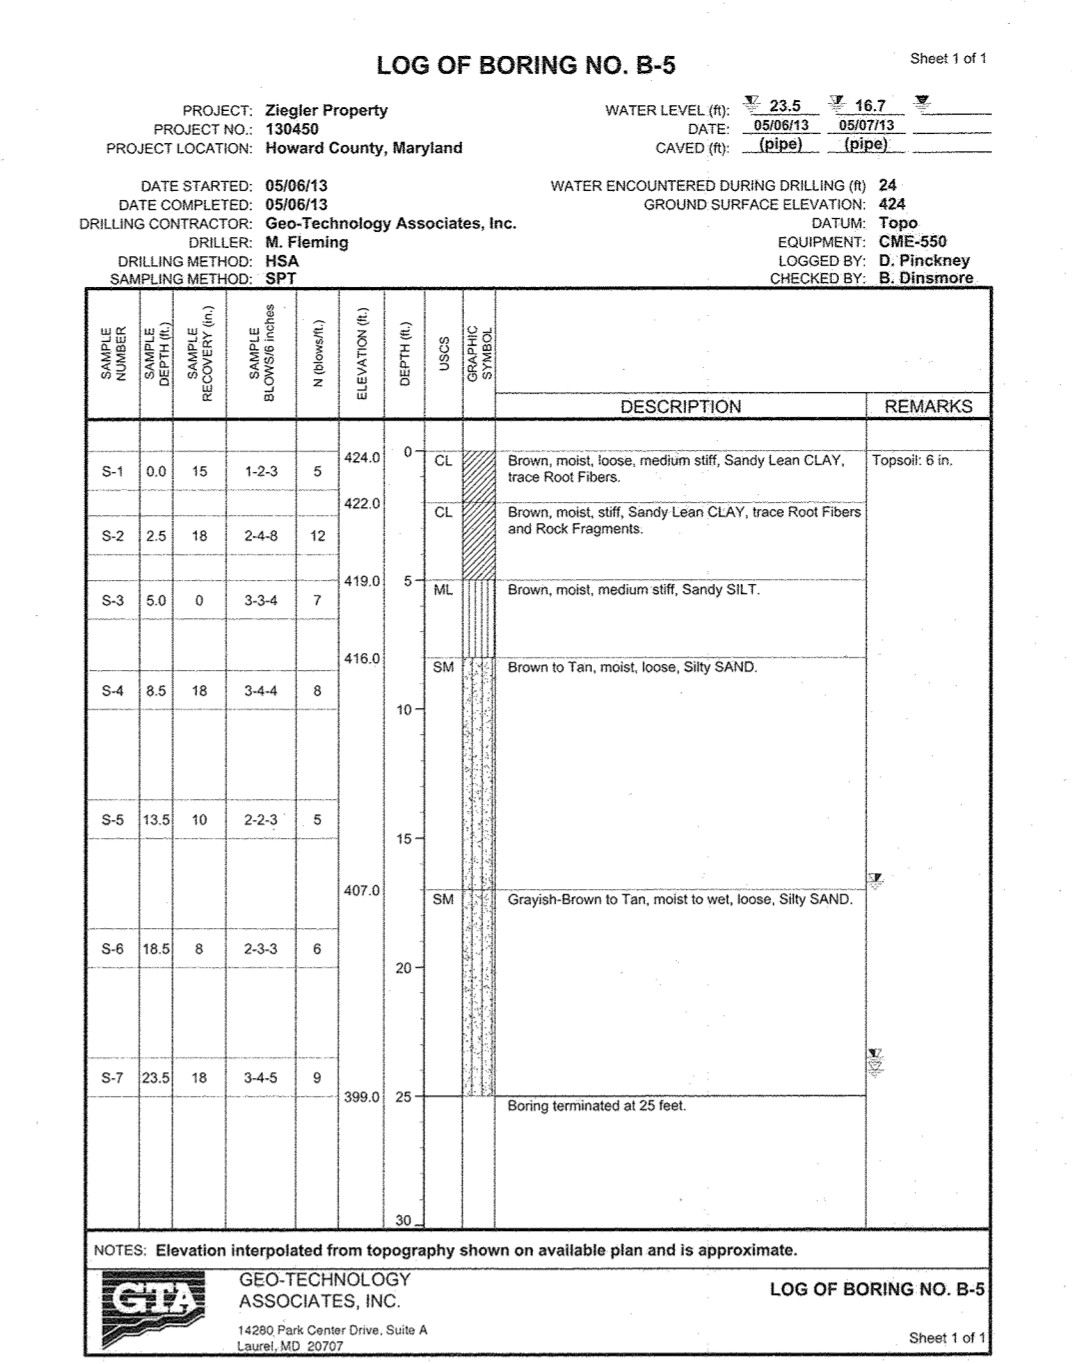 LOG OF BORING NO. B-5
Sheet 1 of 1
PROJECT: Ziegler Property
PROJECT NO.: 130450
PROJECT LOCATION: Howard County, Maryland
WATER LEVEL (ft): 23.5 16.7
DATE: 05/06/13 05/07/13
CAVED (ft): (pipe) (pipe)
DATE STARTED: 05/06/13
DATE COMPLETED: 05/06/13
DRILLING CONTRACTOR: Geo-Technology Associates, Inc.
DRILLER: M. Fleming
DRILLING METHOD: HSA
SAMPLING METHOD: SPT
WATER ENCOUNTERED DURING DRILLING (ft) 24
GROUND SURFACE ELEVATION: 424
DATUM: Topo
EQUIPMENT: CME-550
LOGGED BY: D. Pinckney
CHECKED BY: B. Dinsmore
SAMPLE NUMBER
SAMPLE DEPTH (ft.)
SAMPLE RECOVERY (in.)
SAMPLE BLOWS/6 inches
N (blows/ft.)
ELEVATION (ft.)
DEPTH (ft.)
USCS
GRAPHIC SYMBOL
DESCRIPTION
REMARKS
424.0 0 CL Brown, moist, loose, medium stiff, Sandy Lean CLAY, Topsoil: 6 in.
S-1 0.0 15 1-2-3 5 trace Root Fibers.
422.0 CL Brown, moist, stiff, Sandy Lean CLAY, trace Root Fibers
S-2 2.5 18 2-4-8 12 and Rock Fragments.
419.0 5 ML Brown, moist, medium stiff, Sandy SILT.
S-3 5.0 0 3-3-4 7
416.0 SM Brown to Tan, moist, loose, Silty SAND.
S-4 8.5 18 3-4-4 8
10
S-5 13.5 10 2-2-3 5
15
407.0 SM Grayish-Brown to Tan, moist to wet, loose, Silty SAND.
S-6 18.5 8 2-3-3 6
20
S-7 23.5 18 3-4-5 9
399.0 25 Boring terminated at 25 feet.
30
NOTES: Elevation interpolated from topography shown on available plan and is approximate.
GTA
GEO-TECHNOLOGY
ASSOCIATES, INC.
14280 Park Center Drive, Suite A
Laurel, MD 20707
LOG OF BORING NO. B-5
Sheet 1 of 1